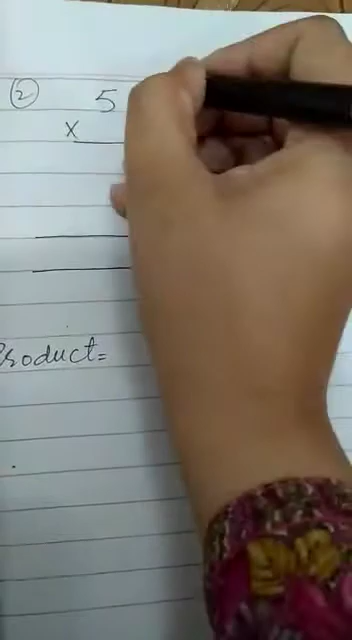 ② 5
x
Product=